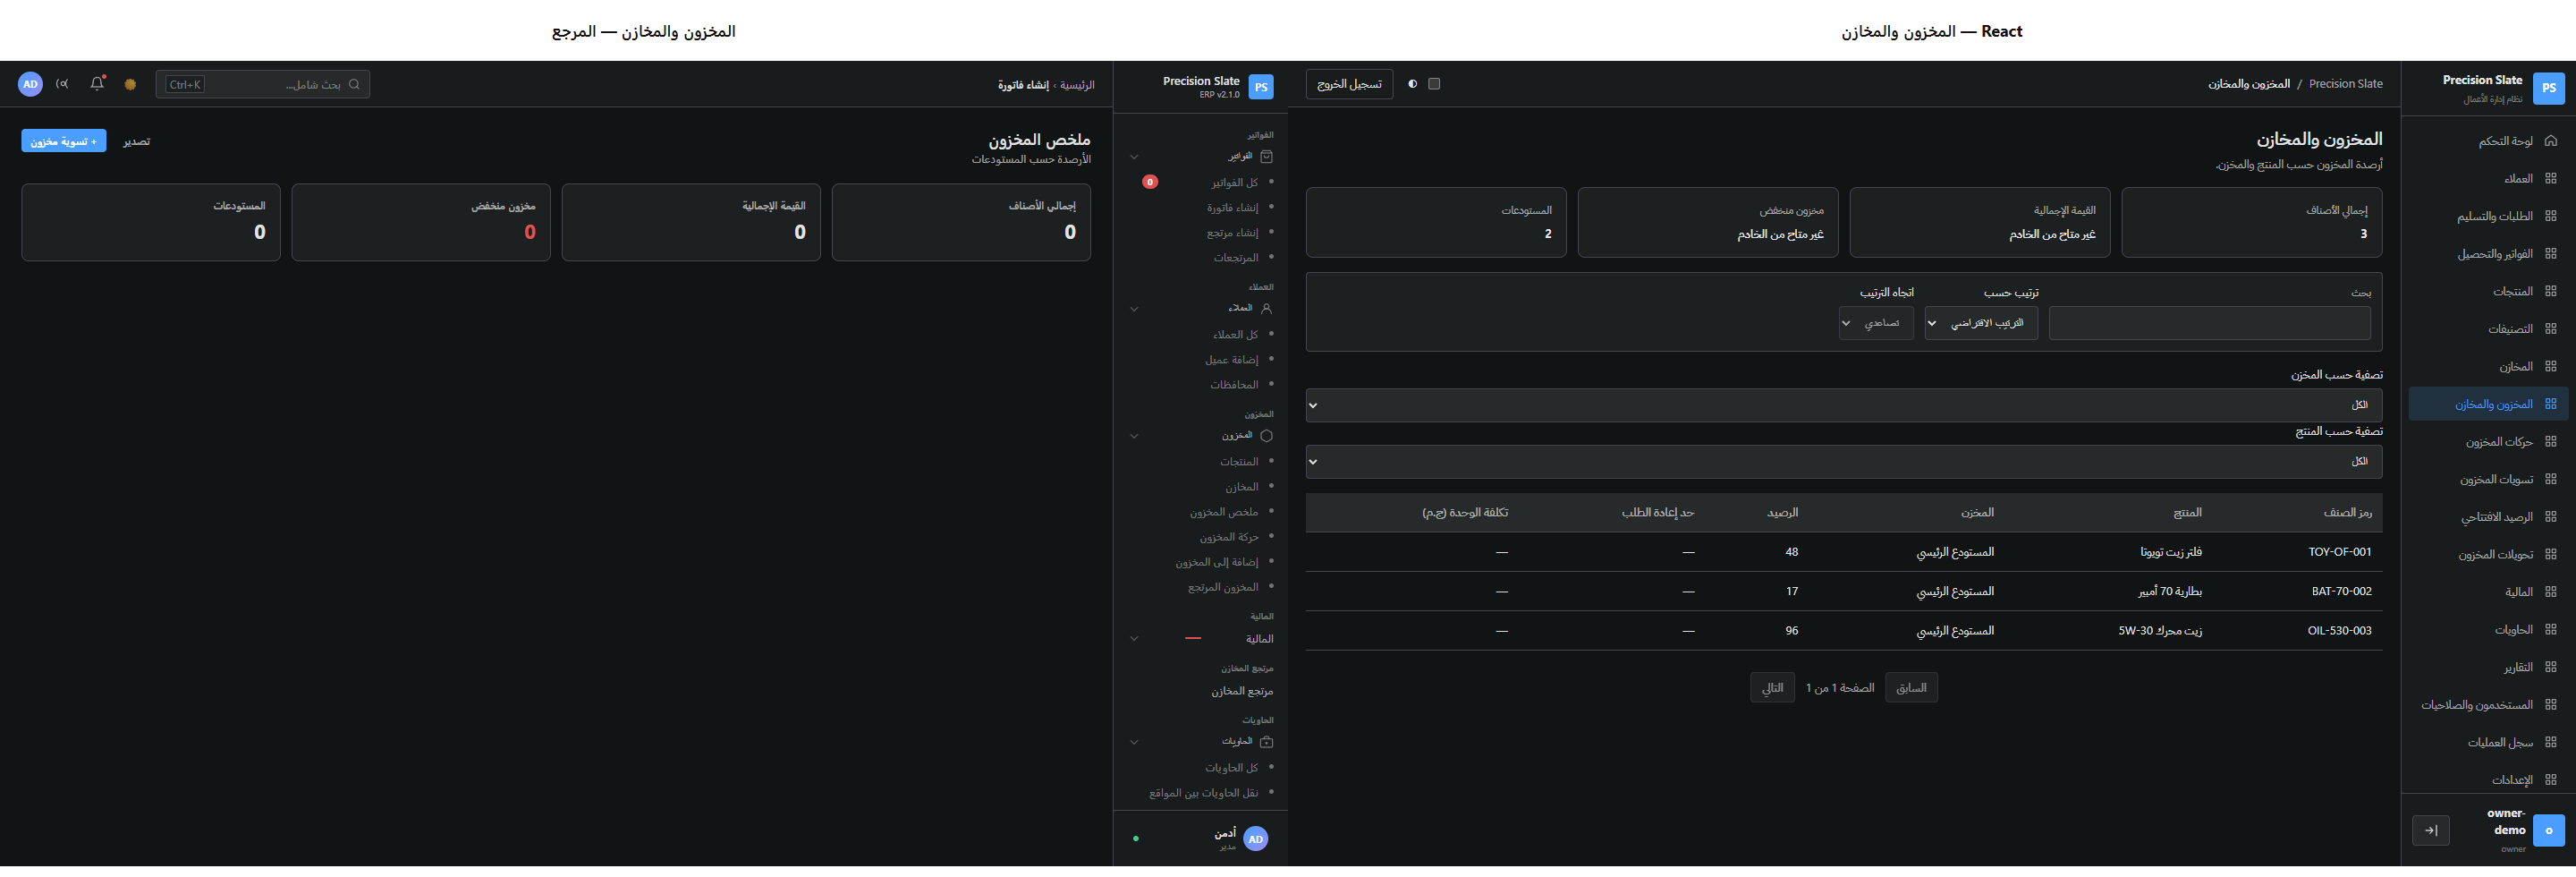 React — المخزون والمخازن
Precision Slate
نظام إدارة الأعمال
PS
لوحة التحكم
العملاء
الطلبات والتسليم
الفواتير والتحصيل
المنتجات
التصنيفات
المخازن
المخزون والمخازن
حركات المخزون
تسويات المخزون
الرصيد الافتتاحي
تحويلات المخزون
المالية
الحاويات
التقارير
المستخدمون والصلاحيات
سجل العمليات
الإعدادات
owner-demo
owner
o
Precision Slate / المخزون والمخازن
تسجيل الخروج
المخزون والمخازن
أرصدة المخزون حسب المنتج والمخزن.
إجمالي الأصناف
3
القيمة الإجمالية
غير متاح من الخادم
مخزون منخفض
غير متاح من الخادم
المستودعات
2
بحث
ترتيب حسب
الترتيب الافتراضي
اتجاه الترتيب
تصاعدي
تصفية حسب المخزن
الكل
تصفية حسب المنتج
الكل
رمز الصنف المنتج المخزن الرصيد حد إعادة الطلب تكلفة الوحدة (ج.م)
TOY-OF-001 فلتر زيت تويوتا المستودع الرئيسي 48 — —
BAT-70-002 بطارية 70 أمبير المستودع الرئيسي 17 — —
OIL-530-003 زيت محرك 5W-30 المستودع الرئيسي 96 — —
السابق الصفحة 1 من 1 التالي
المخزون والمخازن — المرجع
Precision Slate
ERP v2.1.0
PS
الفواتير
الفواتير
كل الفواتير
0
إنشاء فاتورة
إنشاء مرتجع
المرتجعات
العملاء
العملاء
كل العملاء
إضافة عميل
المحافظات
المخزون
المخزون
المنتجات
المخازن
ملخص المخزون
حركة المخزون
إضافة إلى المخزون
المخزون المرتجع
المالية
المالية
مرتجع المخازن
مرتجع المخازن
الحاويات
الحاويات
كل الحاويات
نقل الحاويات بين المواقع
أدمن
مدير
AD
الرئيسية › إنشاء فاتورة
بحث شامل...
Ctrl+K
AD
ملخص المخزون
الأرصدة حسب المستودعات
تصدير
+ تسوية مخزون
إجمالي الأصناف
0
القيمة الإجمالية
0
مخزون منخفض
0
المستودعات
0